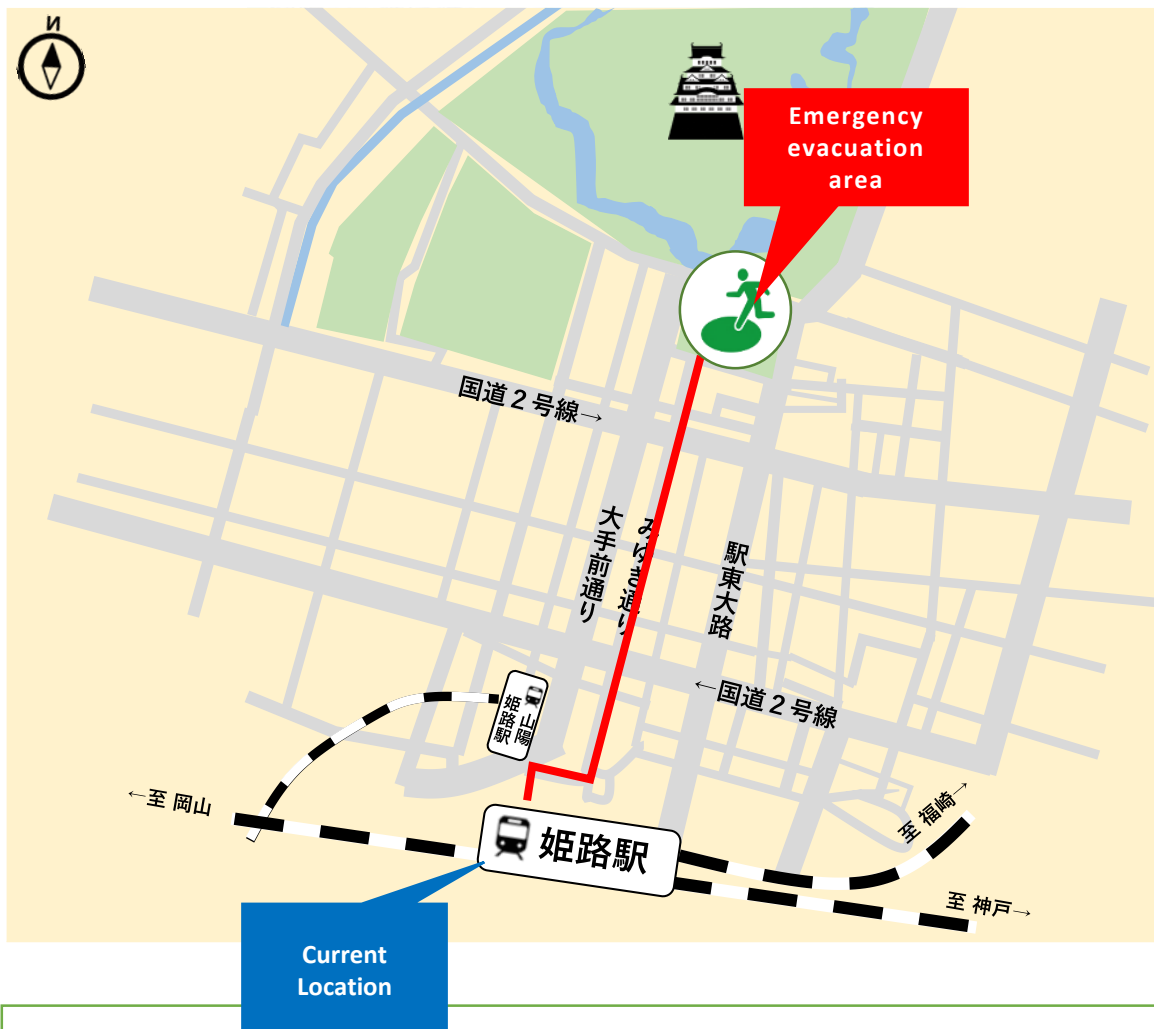 N
Emergency
evacuation
area
国道２号線→
大手前通り
みゆき通り
駅東大路
←国道２号線
山陽
姫路駅
←至 岡山
姫路駅
至 福崎→
至 神戸→
Current
Location